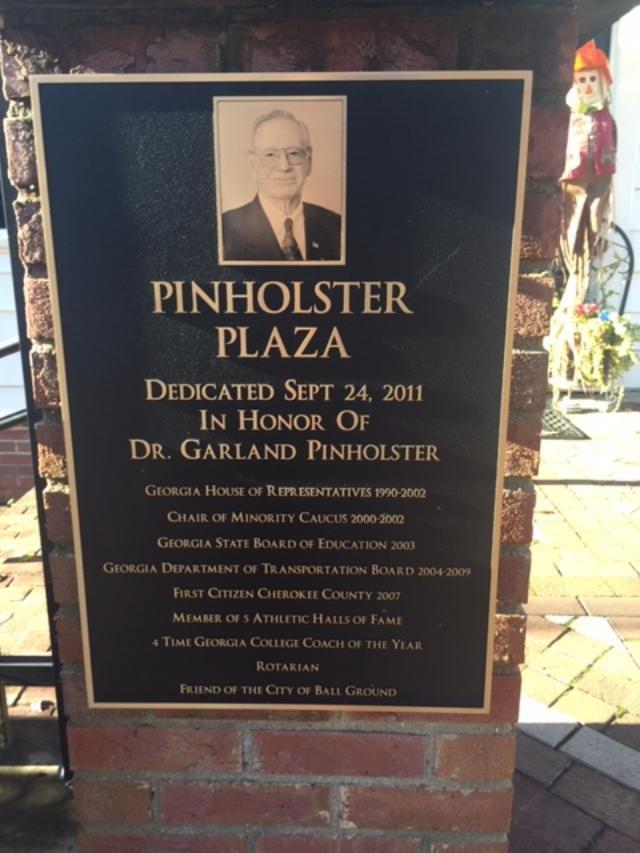 PINHOLSTER
PLAZA
DEDICATED SEPT 24, 2011
IN HONOR OF
DR. GARLAND PINHOLSTER
GEORGIA HOUSE OF REPRESENTATIVES 1990-2002
CHAIR OF MINORITY CAUCUS 2000-2002
GEORGIA STATE BOARD OF EDUCATION 2003
GEORGIA DEPARTMENT OF TRANSPORTATION BOARD 2004-2009
FIRST CITIZEN CHEROKEE COUNTY 2007
MEMBER OF 5 ATHLETIC HALLS OF FAME
4 TIME GEORGIA COLLEGE COACH OF THE YEAR
ROTARIAN
FRIEND OF THE CITY OF BALL GROUND